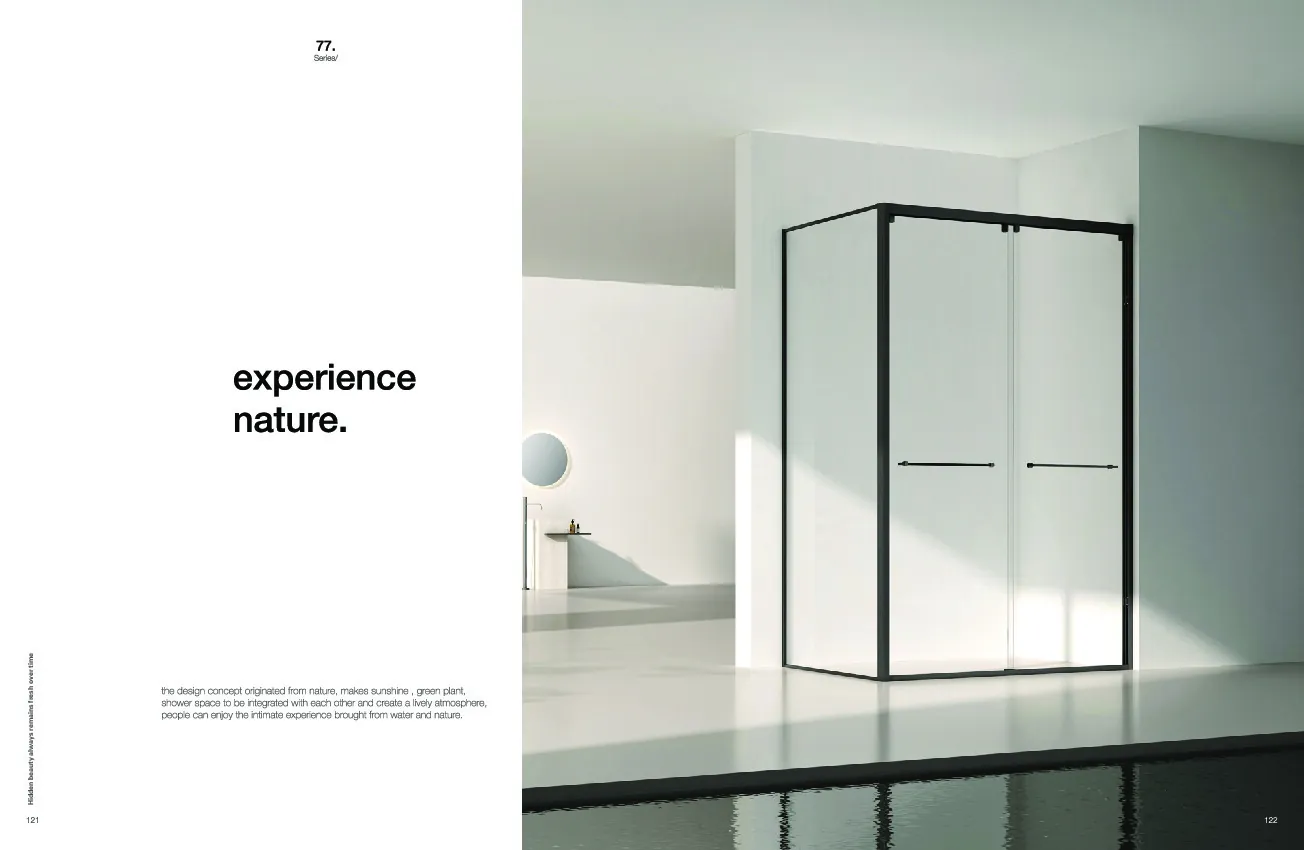 77.
Series/
experience
nature.
the design concept originated from nature, makes sunshine , green plant,
shower space to be integrated with each other and create a lively atmosphere,
people can enjoy the intimate experience brought from water and nature.
Hidden beauty always remains fresh over time
121
122